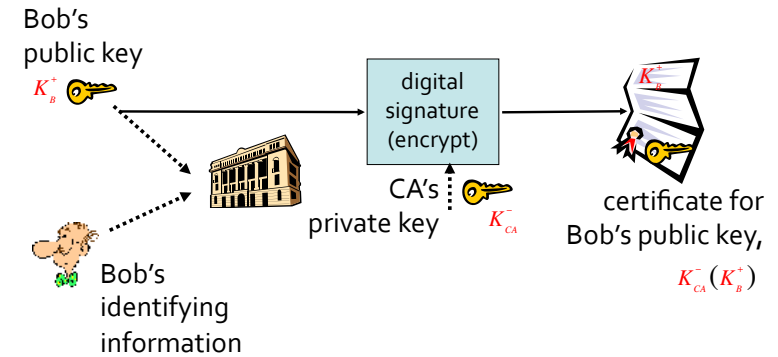 Bob's
public key
K_B^+
digital
signature
(encrypt)
K_B^+
CA's
private key
K_CA^-
certificate for
Bob's public key,
K_CA^-(K_B^+)
Bob's
identifying
information